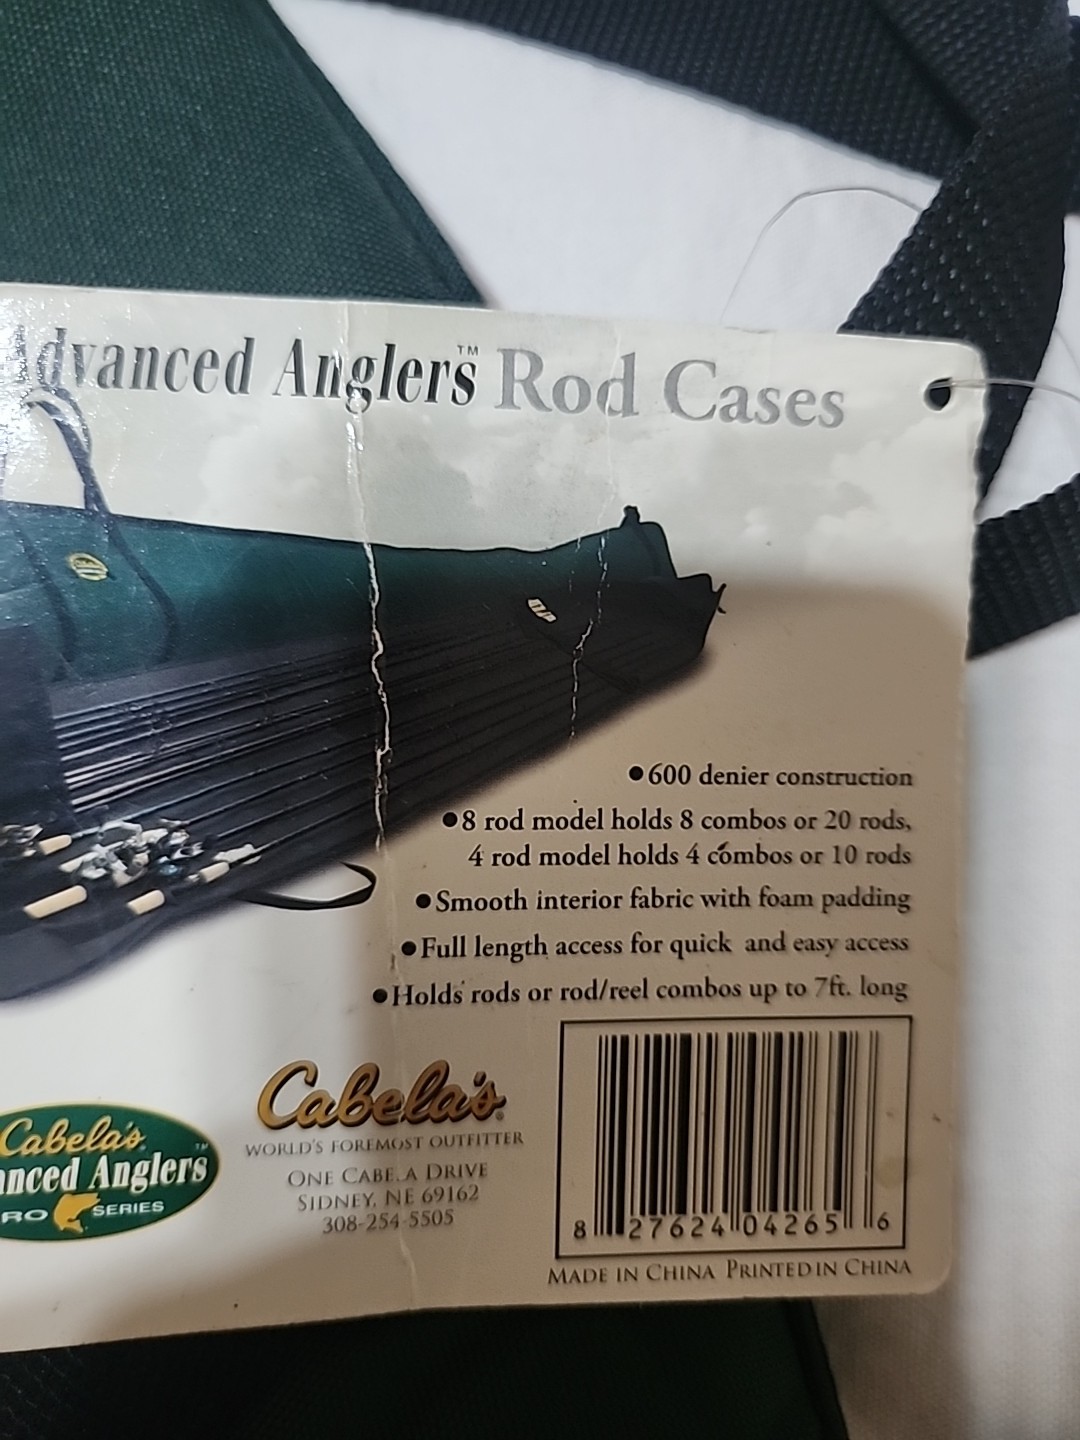 Advanced Anglers™ Rod Cases
●600 denier construction
●8 rod model holds 8 combos or 20 rods,
4 rod model holds 4 combos or 10 rods
●Smooth interior fabric with foam padding
●Full length access for quick and easy access
●Holds rods or rod/reel combos up to 7ft. long
Cabela's®
WORLD'S FOREMOST OUTFITTER
ONE CABELA DRIVE
SIDNEY, NE 69162
308-254-5505
Cabela's
anced Anglers™
RO SERIES
8 27624 04265 6
MADE IN CHINA PRINTED IN CHINA